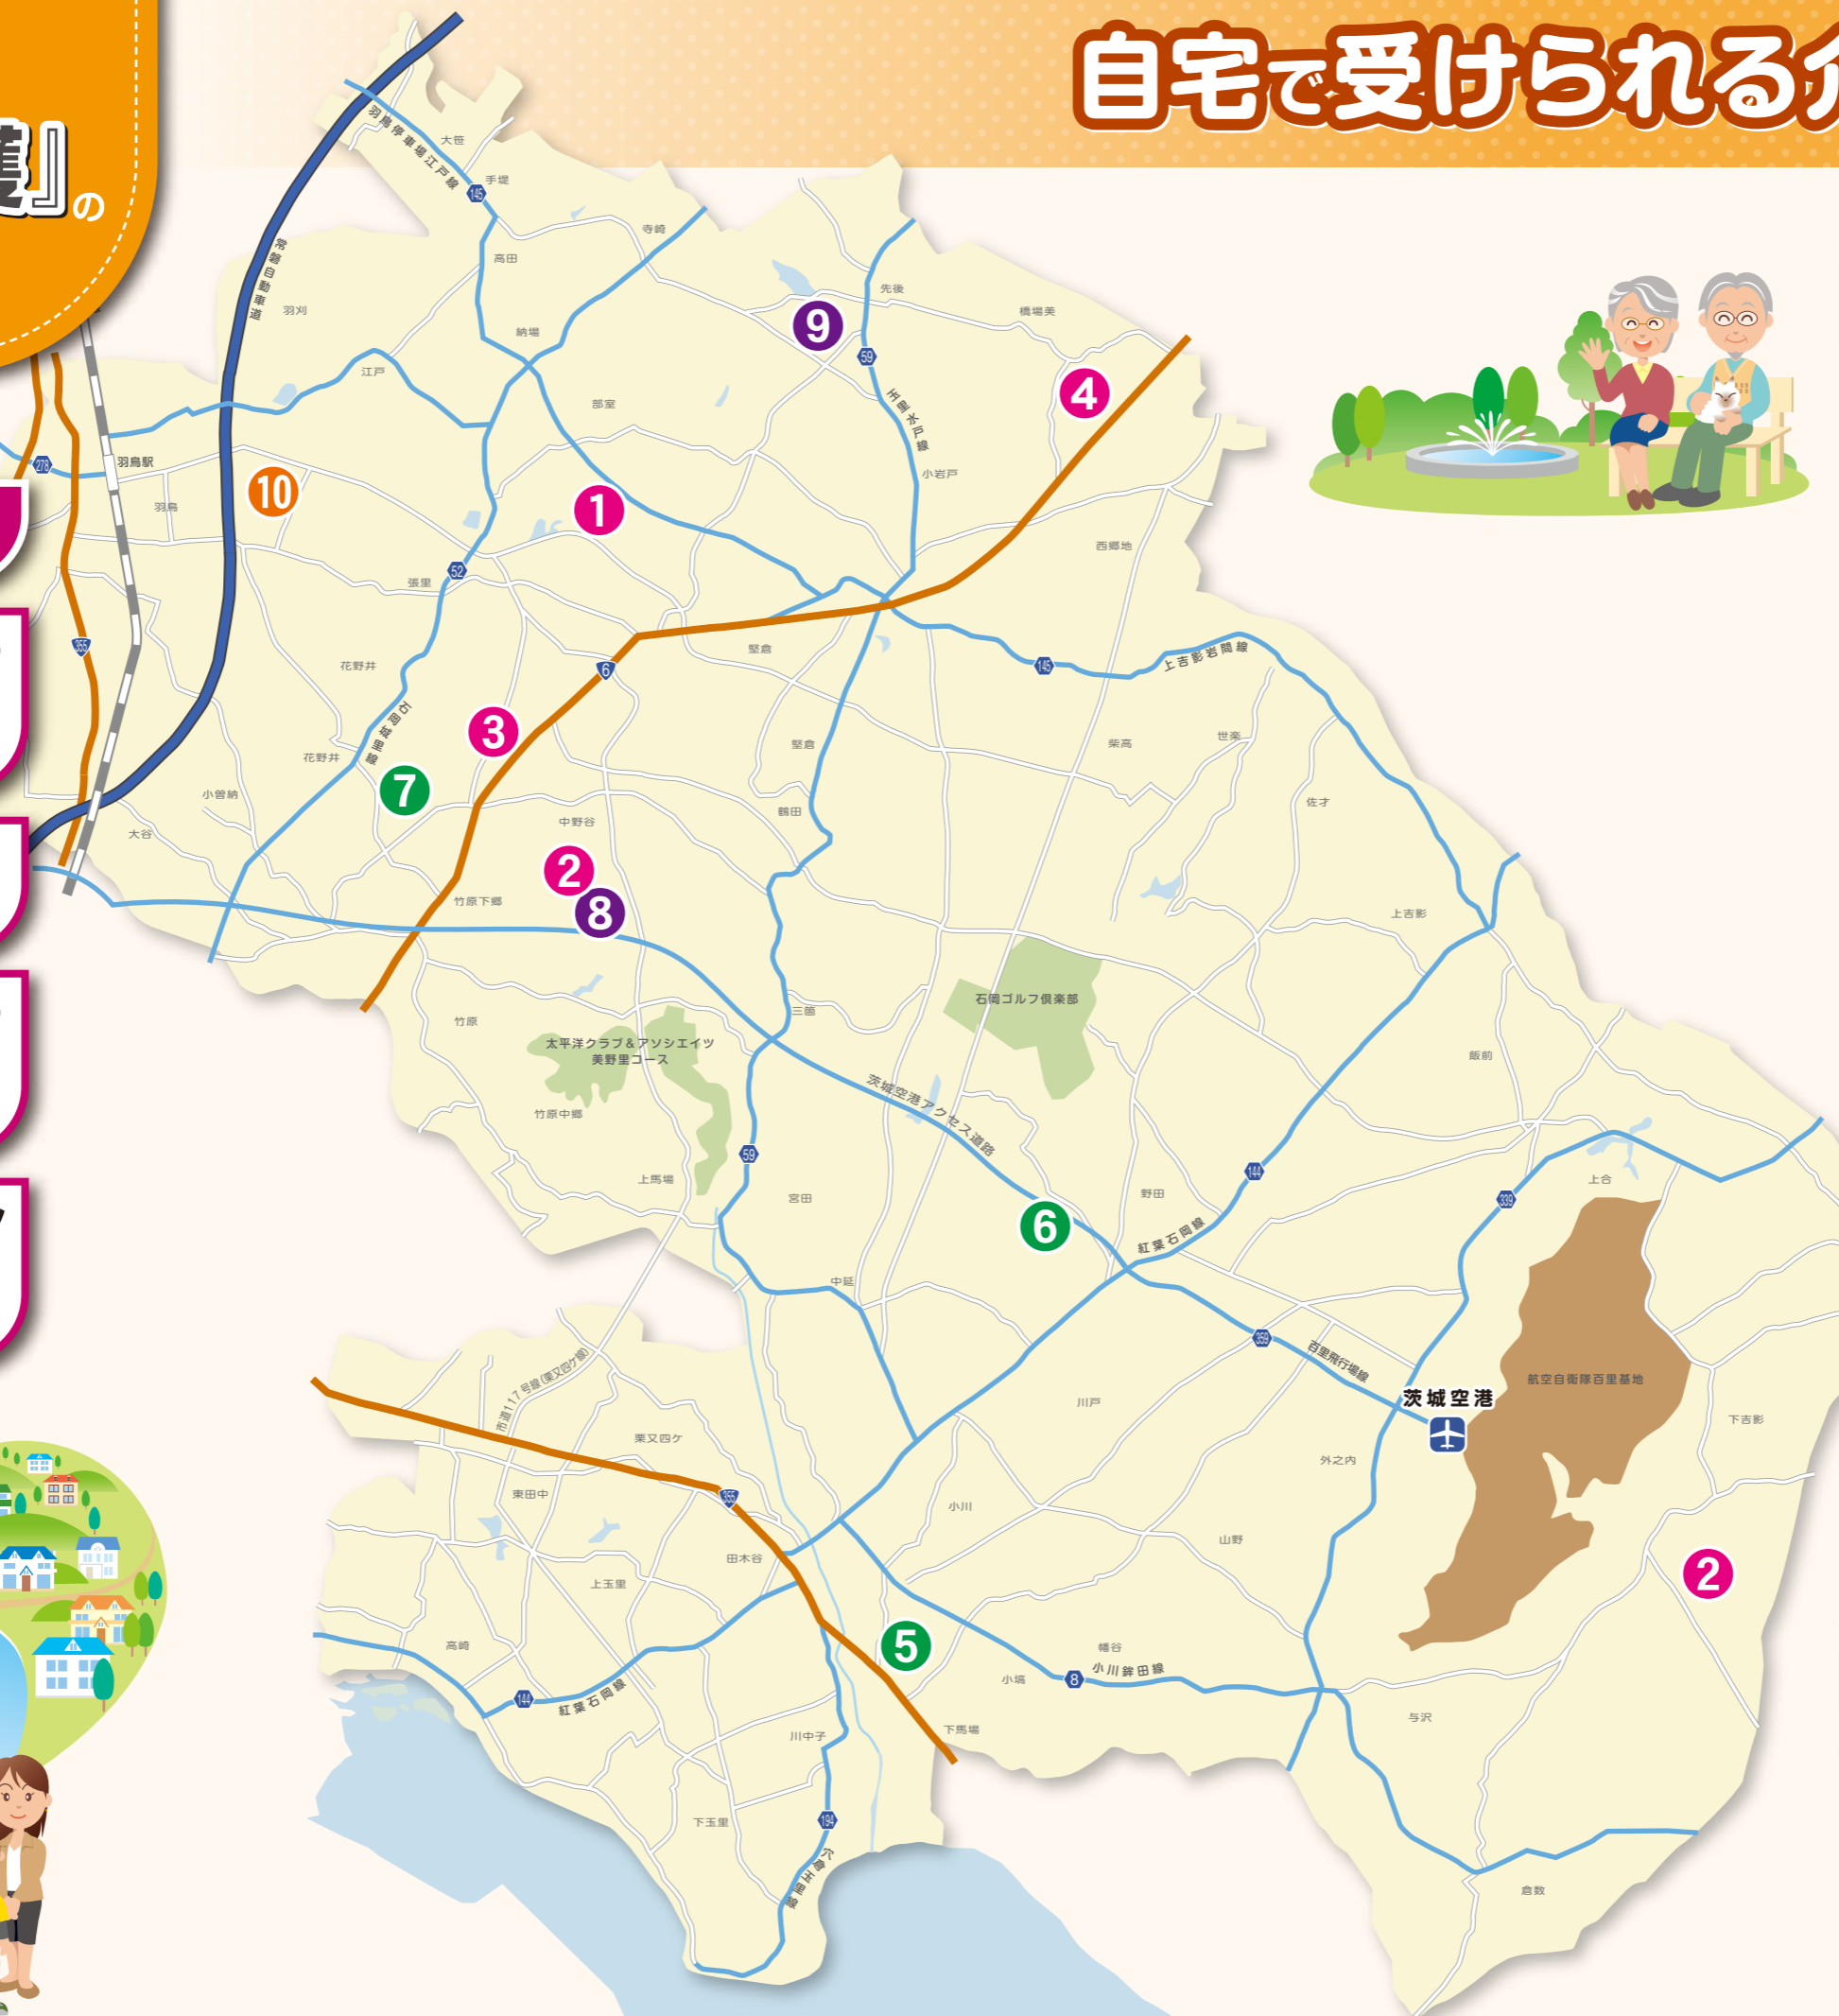 自宅で受けられる介
護』の
羽鳥停車場江戸線
大笹
145
手堤
寺崎
常磐自動車道
高田
羽刈
先後
橋場美
納場
9
59
江戸
玉里水戸線
4
部室
278
羽鳥駅
小岩戸
10
1
羽鳥
西郷地
52
張里
355
堅倉
145
上吉影岩間線
花野井
6
石岡城里線
3
堅倉
柴高
世楽
花野井
7
小曽納
佐才
鶴田
中野谷
大谷
2
竹原下郷
8
上吉影
石岡ゴルフ倶楽部
三箇
竹原
太平洋クラブ&アソシエイツ
美野里コース
飯前
茨城空港アクセス道路
竹原中郷
59
144
上馬場
上合
宮田
野田
339
6
紅葉石岡線
中延
359
百里飛行場線
市道117号線(栗又四ケ線)
航空自衛隊百里基地
茨城空港
川戸
下吉影
栗又四ケ
外之内
東田中
355
小川
山野
田木谷
2
上玉里
高崎
5
幡谷
小川鉾田線
小塙
8
144
紅葉石岡線
与沢
下馬場
川中子
下玉里
194
穴倉玉里線
倉数